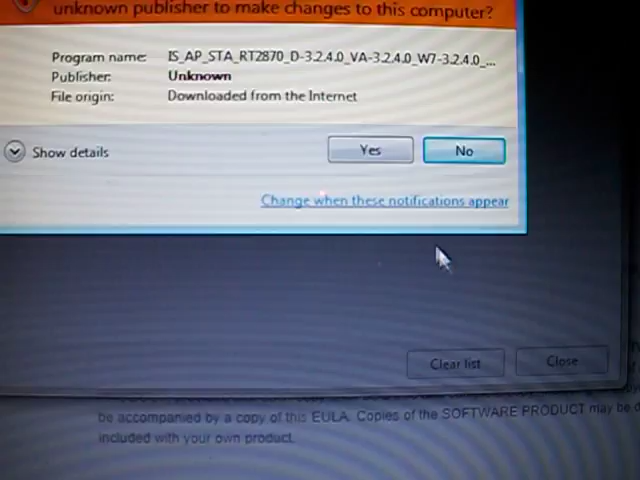 unknown publisher to make changes to this computer?
Program name: IS_AP_STA_RT2870_D-3.2.4.0_VA-3.2.4.0_W7-3.2.4.0_...
Publisher: Unknown
File origin: Downloaded from the Internet
Show details
Yes
No
Change when these notifications appear
Clear list
Close
be accompanied by a copy of this EULA. Copies of the SOFTWARE PRODUCT may be
included with your own product.